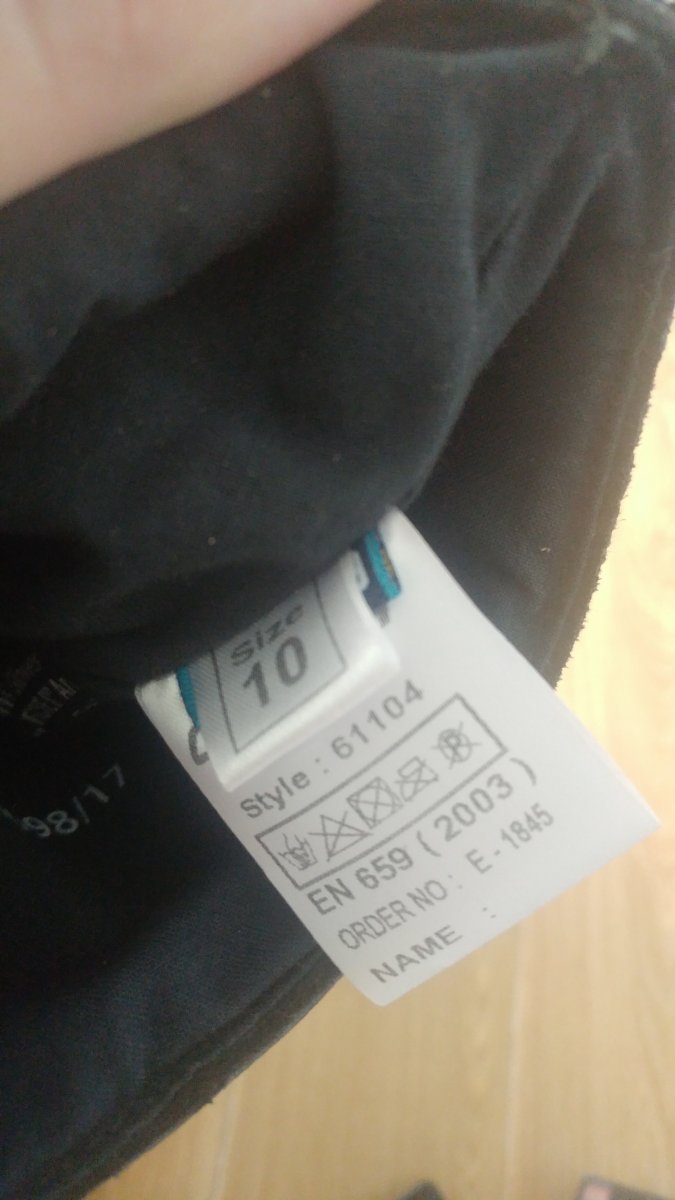 Size
10
Style : 61104
EN 659 ( 2003 )
ORDER NO : E - 1845
NAME :
98/17